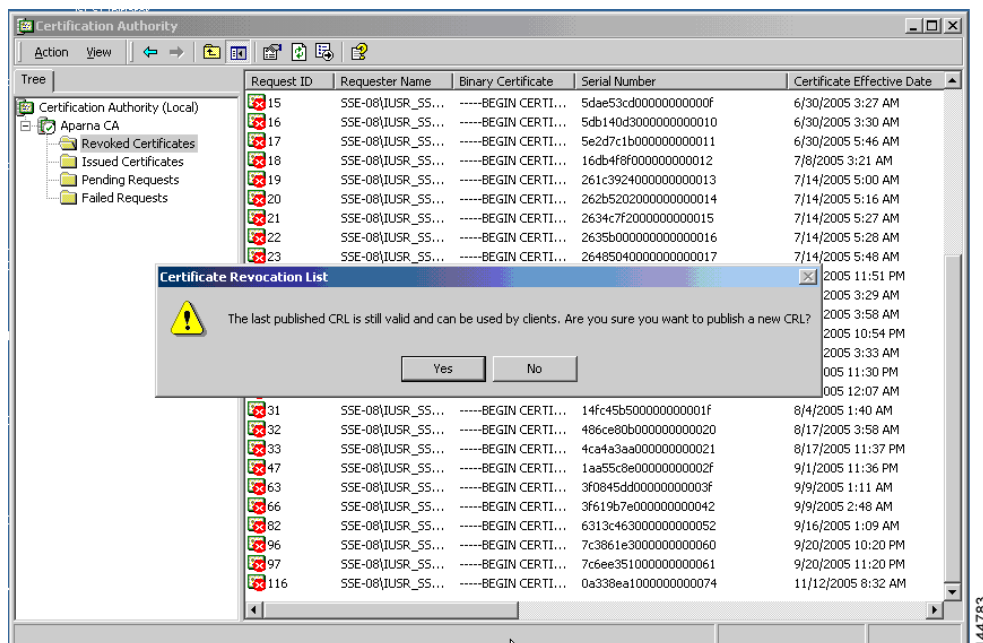 Certification Authority
Action View
Tree
Request ID Requester Name Binary Certificate Serial Number Certificate Effective Date
Certification Authority (Local)
Aparna CA
Revoked Certificates
Issued Certificates
Pending Requests
Failed Requests
15 SSE-08\IUSR_SS... -----BEGIN CERTI... 5dae53cd00000000000f 6/30/2005 3:27 AM
16 SSE-08\IUSR_SS... -----BEGIN CERTI... 5db140d3000000000010 6/30/2005 3:30 AM
17 SSE-08\IUSR_SS... -----BEGIN CERTI... 5e2d7c1b000000000011 6/30/2005 5:46 AM
18 SSE-08\IUSR_SS... -----BEGIN CERTI... 16db4f8f000000000012 7/8/2005 3:21 AM
19 SSE-08\IUSR_SS... -----BEGIN CERTI... 261c3924000000000013 7/14/2005 5:00 AM
20 SSE-08\IUSR_SS... -----BEGIN CERTI... 262b5202000000000014 7/14/2005 5:16 AM
21 SSE-08\IUSR_SS... -----BEGIN CERTI... 2634c7f2000000000015 7/14/2005 5:27 AM
22 SSE-08\IUSR_SS... -----BEGIN CERTI... 2635b000000000000016 7/14/2005 5:28 AM
23 SSE-08\IUSR_SS... -----BEGIN CERTI... 26485040000000000017 7/14/2005 5:48 AM
2005 11:51 PM
2005 3:29 AM
2005 3:58 AM
2005 10:54 PM
2005 3:33 AM
005 11:30 PM
005 12:07 AM
Certificate Revocation List
The last published CRL is still valid and can be used by clients. Are you sure you want to publish a new CRL?
Yes No
31 SSE-08\IUSR_SS... -----BEGIN CERTI... 14fc45b500000000001f 8/4/2005 1:40 AM
32 SSE-08\IUSR_SS... -----BEGIN CERTI... 486ce80b000000000020 8/17/2005 3:58 AM
33 SSE-08\IUSR_SS... -----BEGIN CERTI... 4ca4a3aa000000000021 8/17/2005 11:37 PM
47 SSE-08\IUSR_SS... -----BEGIN CERTI... 1aa55c8e00000000002f 9/1/2005 11:36 PM
63 SSE-08\IUSR_SS... -----BEGIN CERTI... 3f0845dd00000000003f 9/9/2005 1:11 AM
66 SSE-08\IUSR_SS... -----BEGIN CERTI... 3f619b7e000000000042 9/9/2005 2:48 AM
82 SSE-08\IUSR_SS... -----BEGIN CERTI... 6313c463000000000052 9/16/2005 1:09 AM
96 SSE-08\IUSR_SS... -----BEGIN CERTI... 7c3861e3000000000060 9/20/2005 10:20 PM
97 SSE-08\IUSR_SS... -----BEGIN CERTI... 7c6ee351000000000061 9/20/2005 11:20 PM
116 SSE-08\IUSR_SS... -----BEGIN CERTI... 0a338ea1000000000074 11/12/2005 8:32 AM
144783